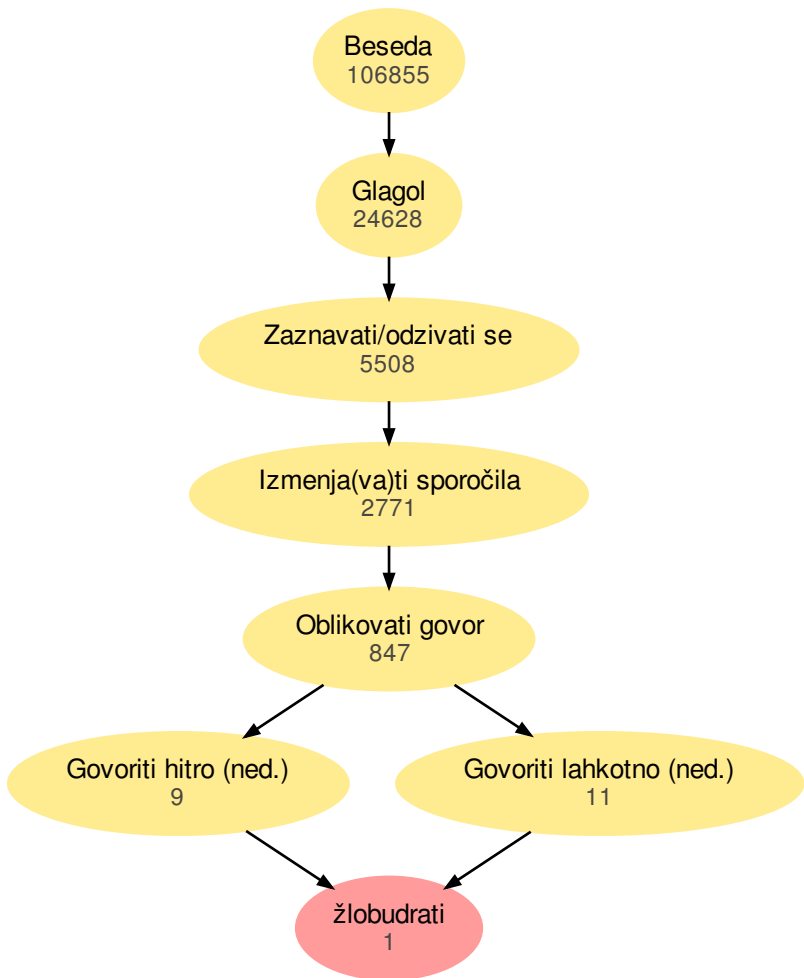 Beseda
106855
Glagol
24628
Zaznavati/odzivati se
5508
Izmenja(va)ti sporočila
2771
Oblikovati govor
847
Govoriti hitro (ned.)
9
Govoriti lahkotno (ned.)
11
žlobudrati
1